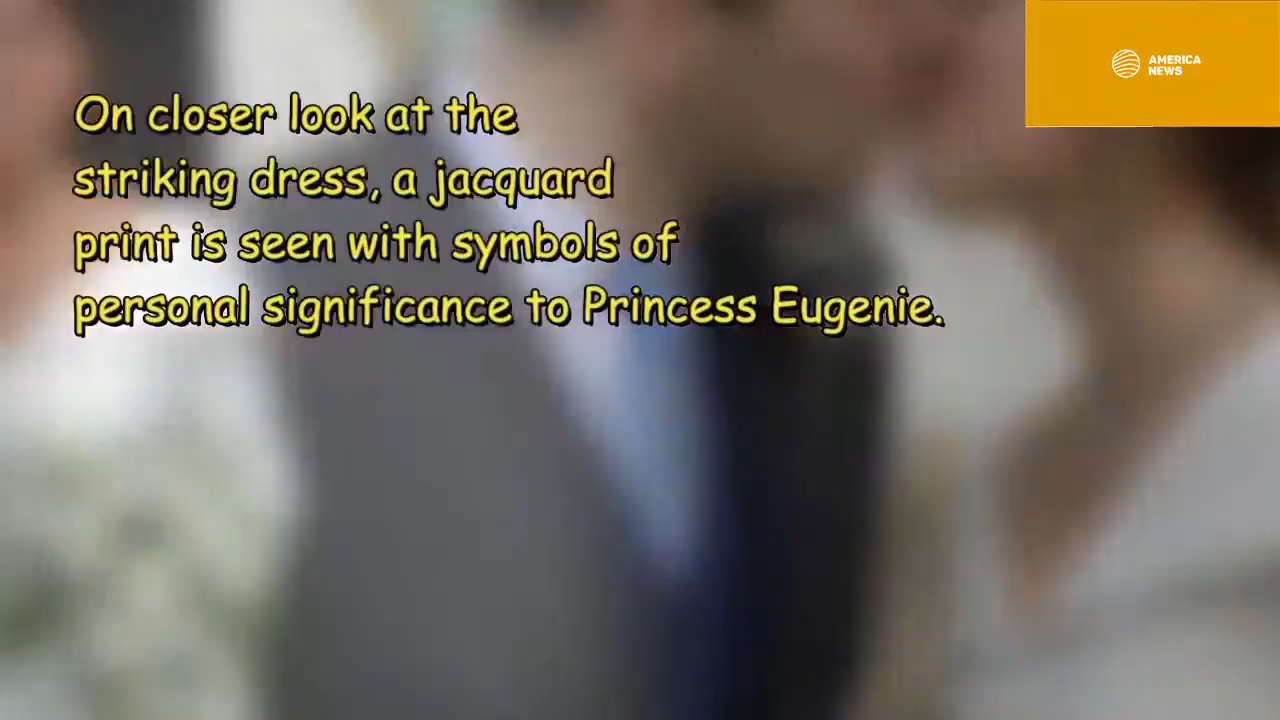 AMERICA
NEWS
On closer look at the
striking dress, a jacquard
print is seen with symbols of
personal significance to Princess Eugenie.